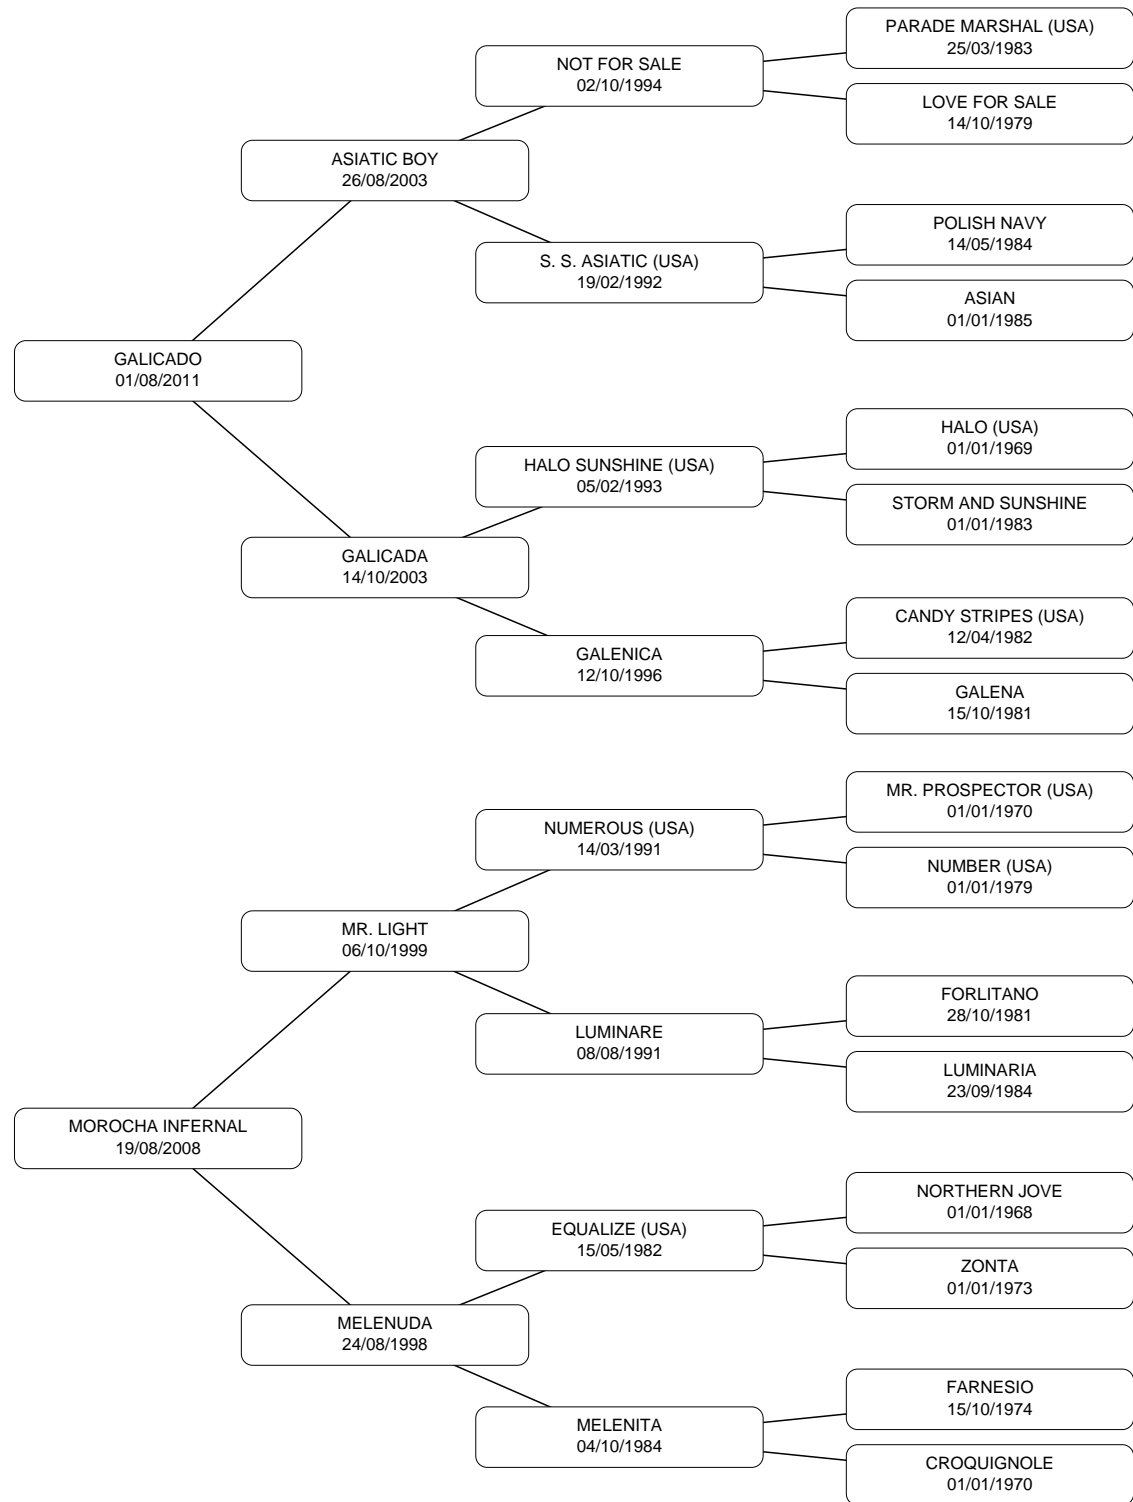 PARADE MARSHAL (USA)
25/03/1983
NOT FOR SALE
02/10/1994
LOVE FOR SALE
14/10/1979
ASIATIC BOY
26/08/2003
POLISH NAVY
14/05/1984
S. S. ASIATIC (USA)
19/02/1992
ASIAN
01/01/1985
GALICADO
01/08/2011
HALO (USA)
01/01/1969
HALO SUNSHINE (USA)
05/02/1993
STORM AND SUNSHINE
01/01/1983
GALICADA
14/10/2003
CANDY STRIPES (USA)
12/04/1982
GALENICA
12/10/1996
GALENA
15/10/1981
MR. PROSPECTOR (USA)
01/01/1970
NUMEROUS (USA)
14/03/1991
NUMBER (USA)
01/01/1979
MR. LIGHT
06/10/1999
FORLITANO
28/10/1981
LUMINARE
08/08/1991
LUMINARIA
23/09/1984
MOROCHA INFERNAL
19/08/2008
NORTHERN JOVE
01/01/1968
EQUALIZE (USA)
15/05/1982
ZONTA
01/01/1973
MELENUDA
24/08/1998
FARNESIO
15/10/1974
MELENITA
04/10/1984
CROQUIGNOLE
01/01/1970